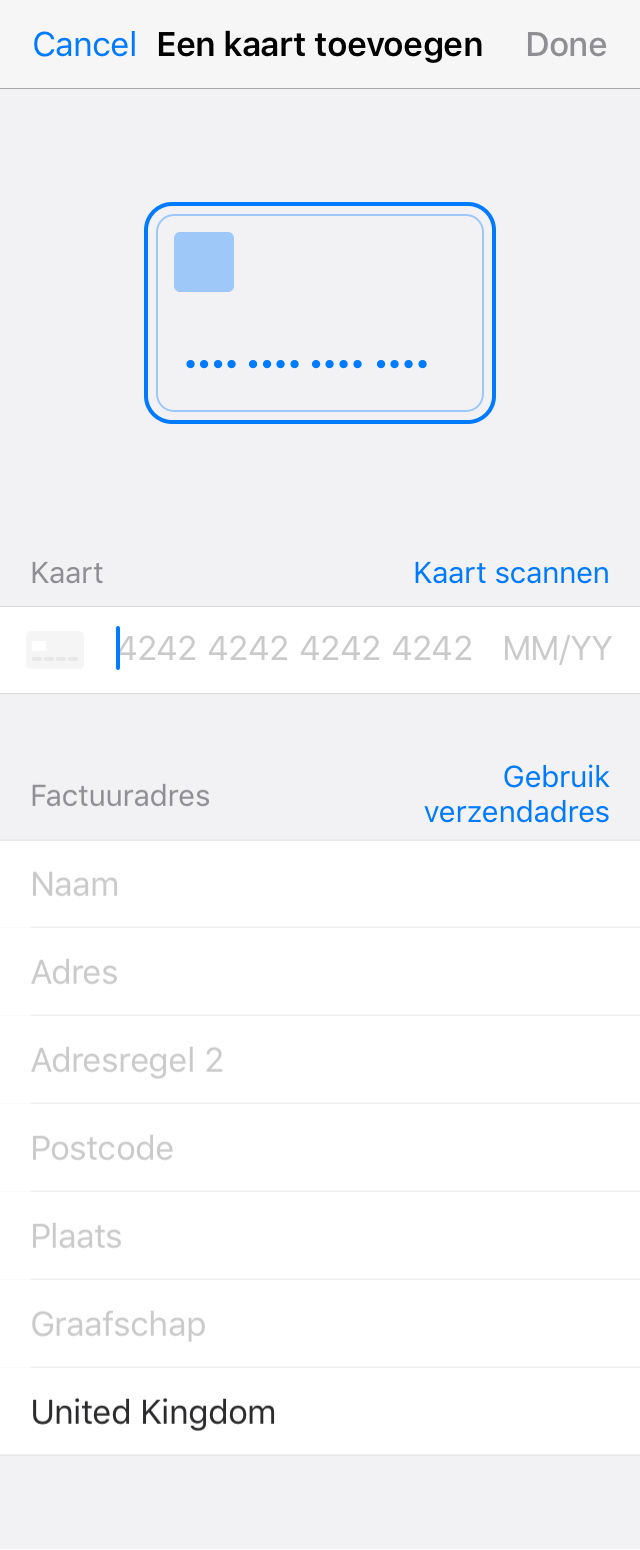 Cancel Een kaart toevoegen Done
•••• •••• •••• ••••
Kaart Kaart scannen
4242 4242 4242 4242 MM/YY
Factuuradres Gebruik
verzendadres
Naam
Adres
Adresregel 2
Postcode
Plaats
Graafschap
United Kingdom